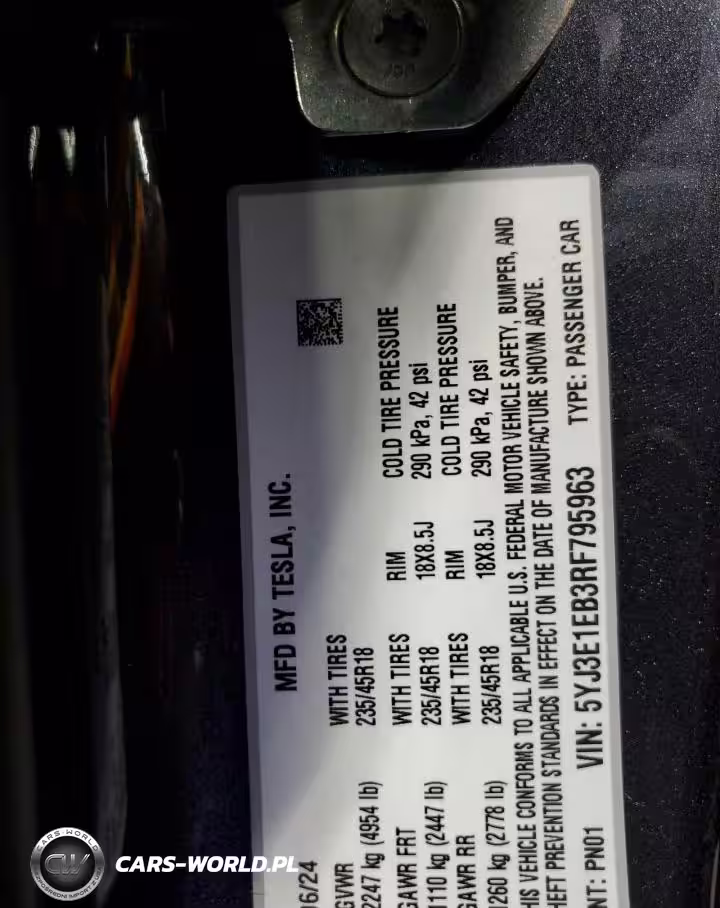 MFD BY TESLA, INC.
06/24
GVWR WITH TIRES
2247 kg (4954 lb) 235/45R18
GAWR FRT WITH TIRES RIM COLD TIRE PRESSURE
1110 kg (2447 lb) 235/45R18 18X8.5J 290 kPa, 42 psi
GAWR RR WITH TIRES RIM COLD TIRE PRESSURE
1260 kg (2778 lb) 235/45R18 18X8.5J 290 kPa, 42 psi
THIS VEHICLE CONFORMS TO ALL APPLICABLE U.S. FEDERAL MOTOR VEHICLE SAFETY, BUMPER, AND
THEFT PREVENTION STANDARDS IN EFFECT ON THE DATE OF MANUFACTURE SHOWN ABOVE.
NT: PN01 VIN: 5YJ3E1EB3RF795963 TYPE: PASSENGER CAR
CARS-WORLD
CW
CARS-WORLD.PL